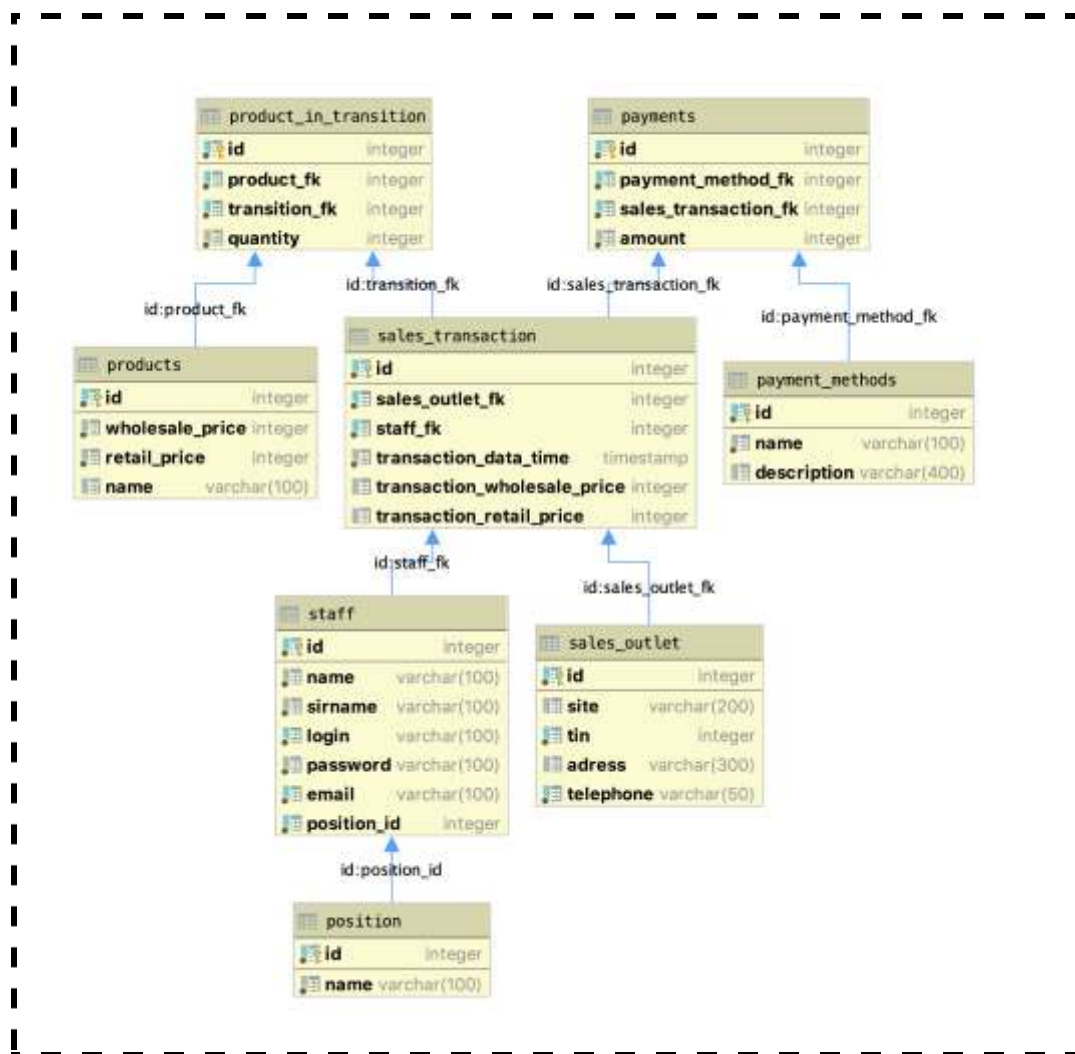 product_in_transition
id integer
product_fk integer
transition_fk integer
quantity integer
payments
id integer
payment_method_fk integer
sales_transaction_fk integer
amount integer
id:product_fk
id:transition_fk
id:sales_transaction_fk
id:payment_method_fk
products
id integer
wholesale_price integer
retail_price integer
name varchar(100)
sales_transaction
id integer
sales_outlet_fk integer
staff_fk integer
transaction_data_time timestamp
transaction_wholesale_price integer
transaction_retail_price integer
payment_methods
id integer
name varchar(100)
description varchar(400)
id:staff_fk
id:sales_outlet_fk
staff
id integer
name varchar(100)
sirname varchar(100)
login varchar(100)
password varchar(100)
email varchar(100)
position_id integer
sales_outlet
id integer
site varchar(200)
tin integer
adress varchar(300)
telephone varchar(50)
id:position_id
position
id integer
name varchar(100)